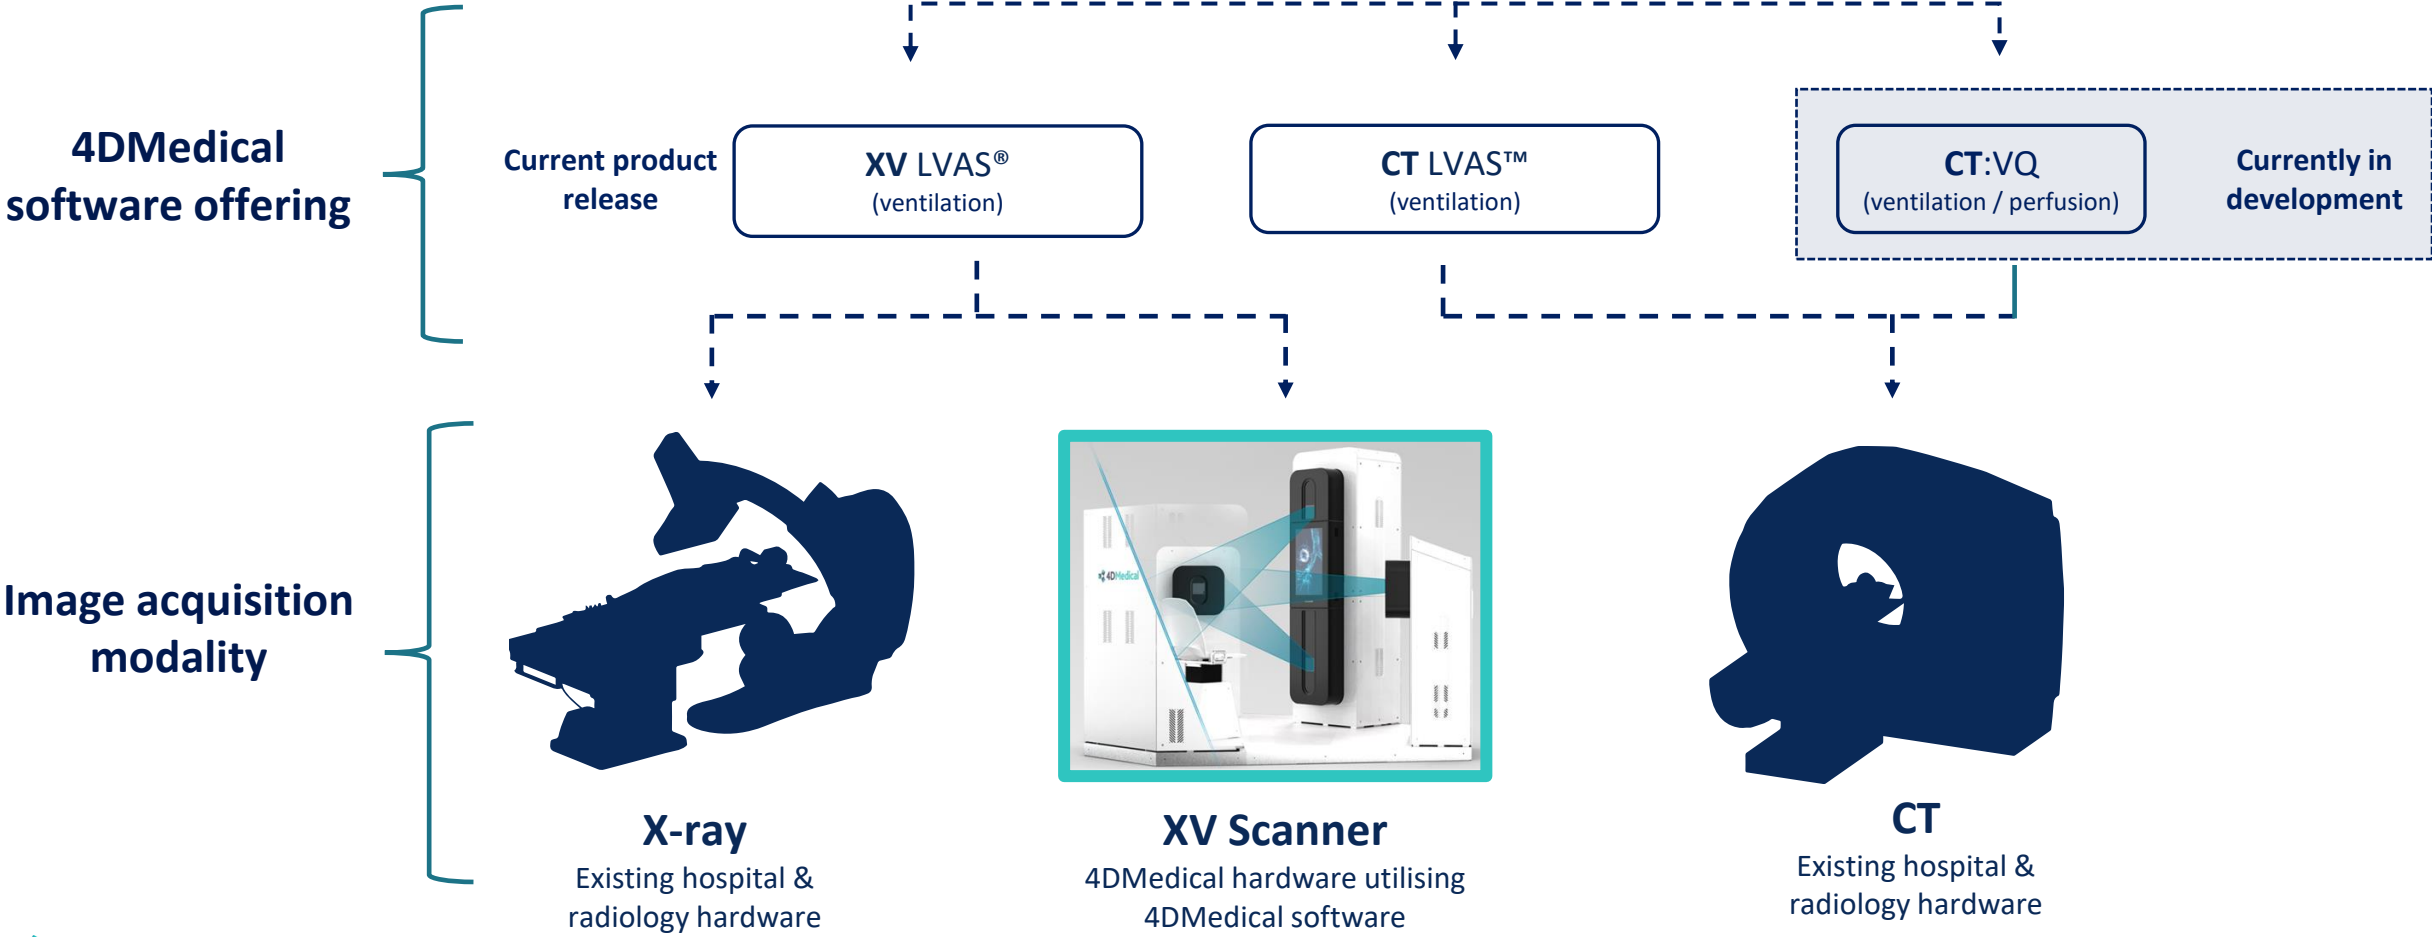 4DMedical
software offering
Current product
release
XV LVAS®
(ventilation)
CT LVAS™
(ventilation)
CT:VQ
(ventilation / perfusion)
Currently in
development
Image acquisition
modality
4DMedical
X-ray
Existing hospital &
radiology hardware
XV Scanner
4DMedical hardware utilising
4DMedical software
CT
Existing hospital &
radiology hardware